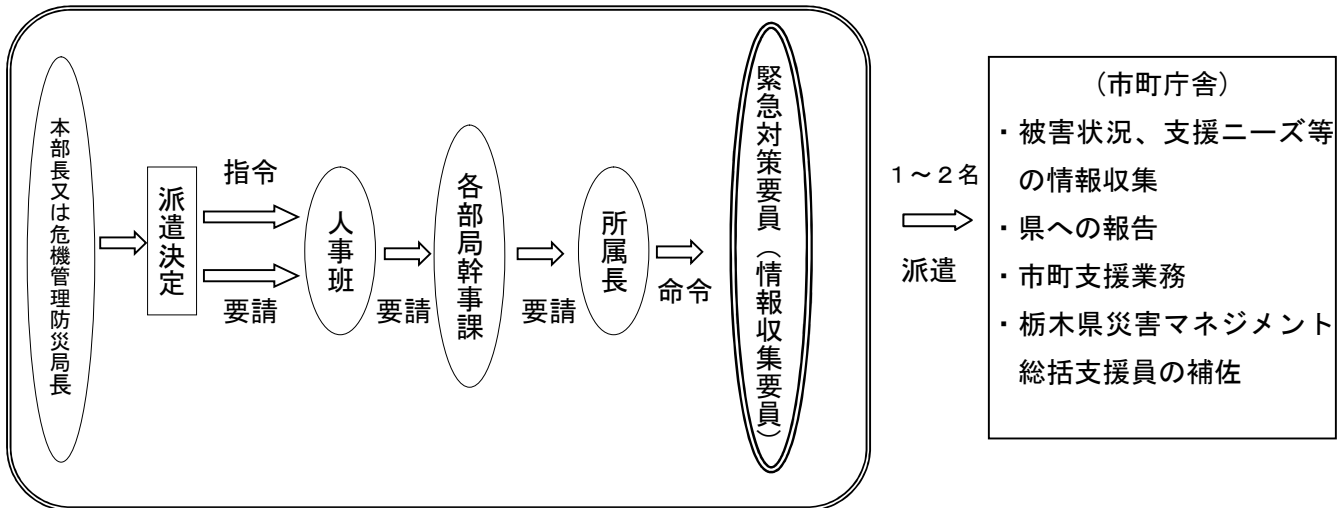 本部長又は危機管理防災局長
派遣決定
指令
要請
人事班
要請
各部局幹事課
要請
所属長
命令
緊急対策要員（情報収集要員）
１～２名
派遣
（市町庁舎）
・被害状況、支援ニーズ等
の情報収集
・県への報告
・市町支援業務
・栃木県災害マネジメント
総括支援員の補佐